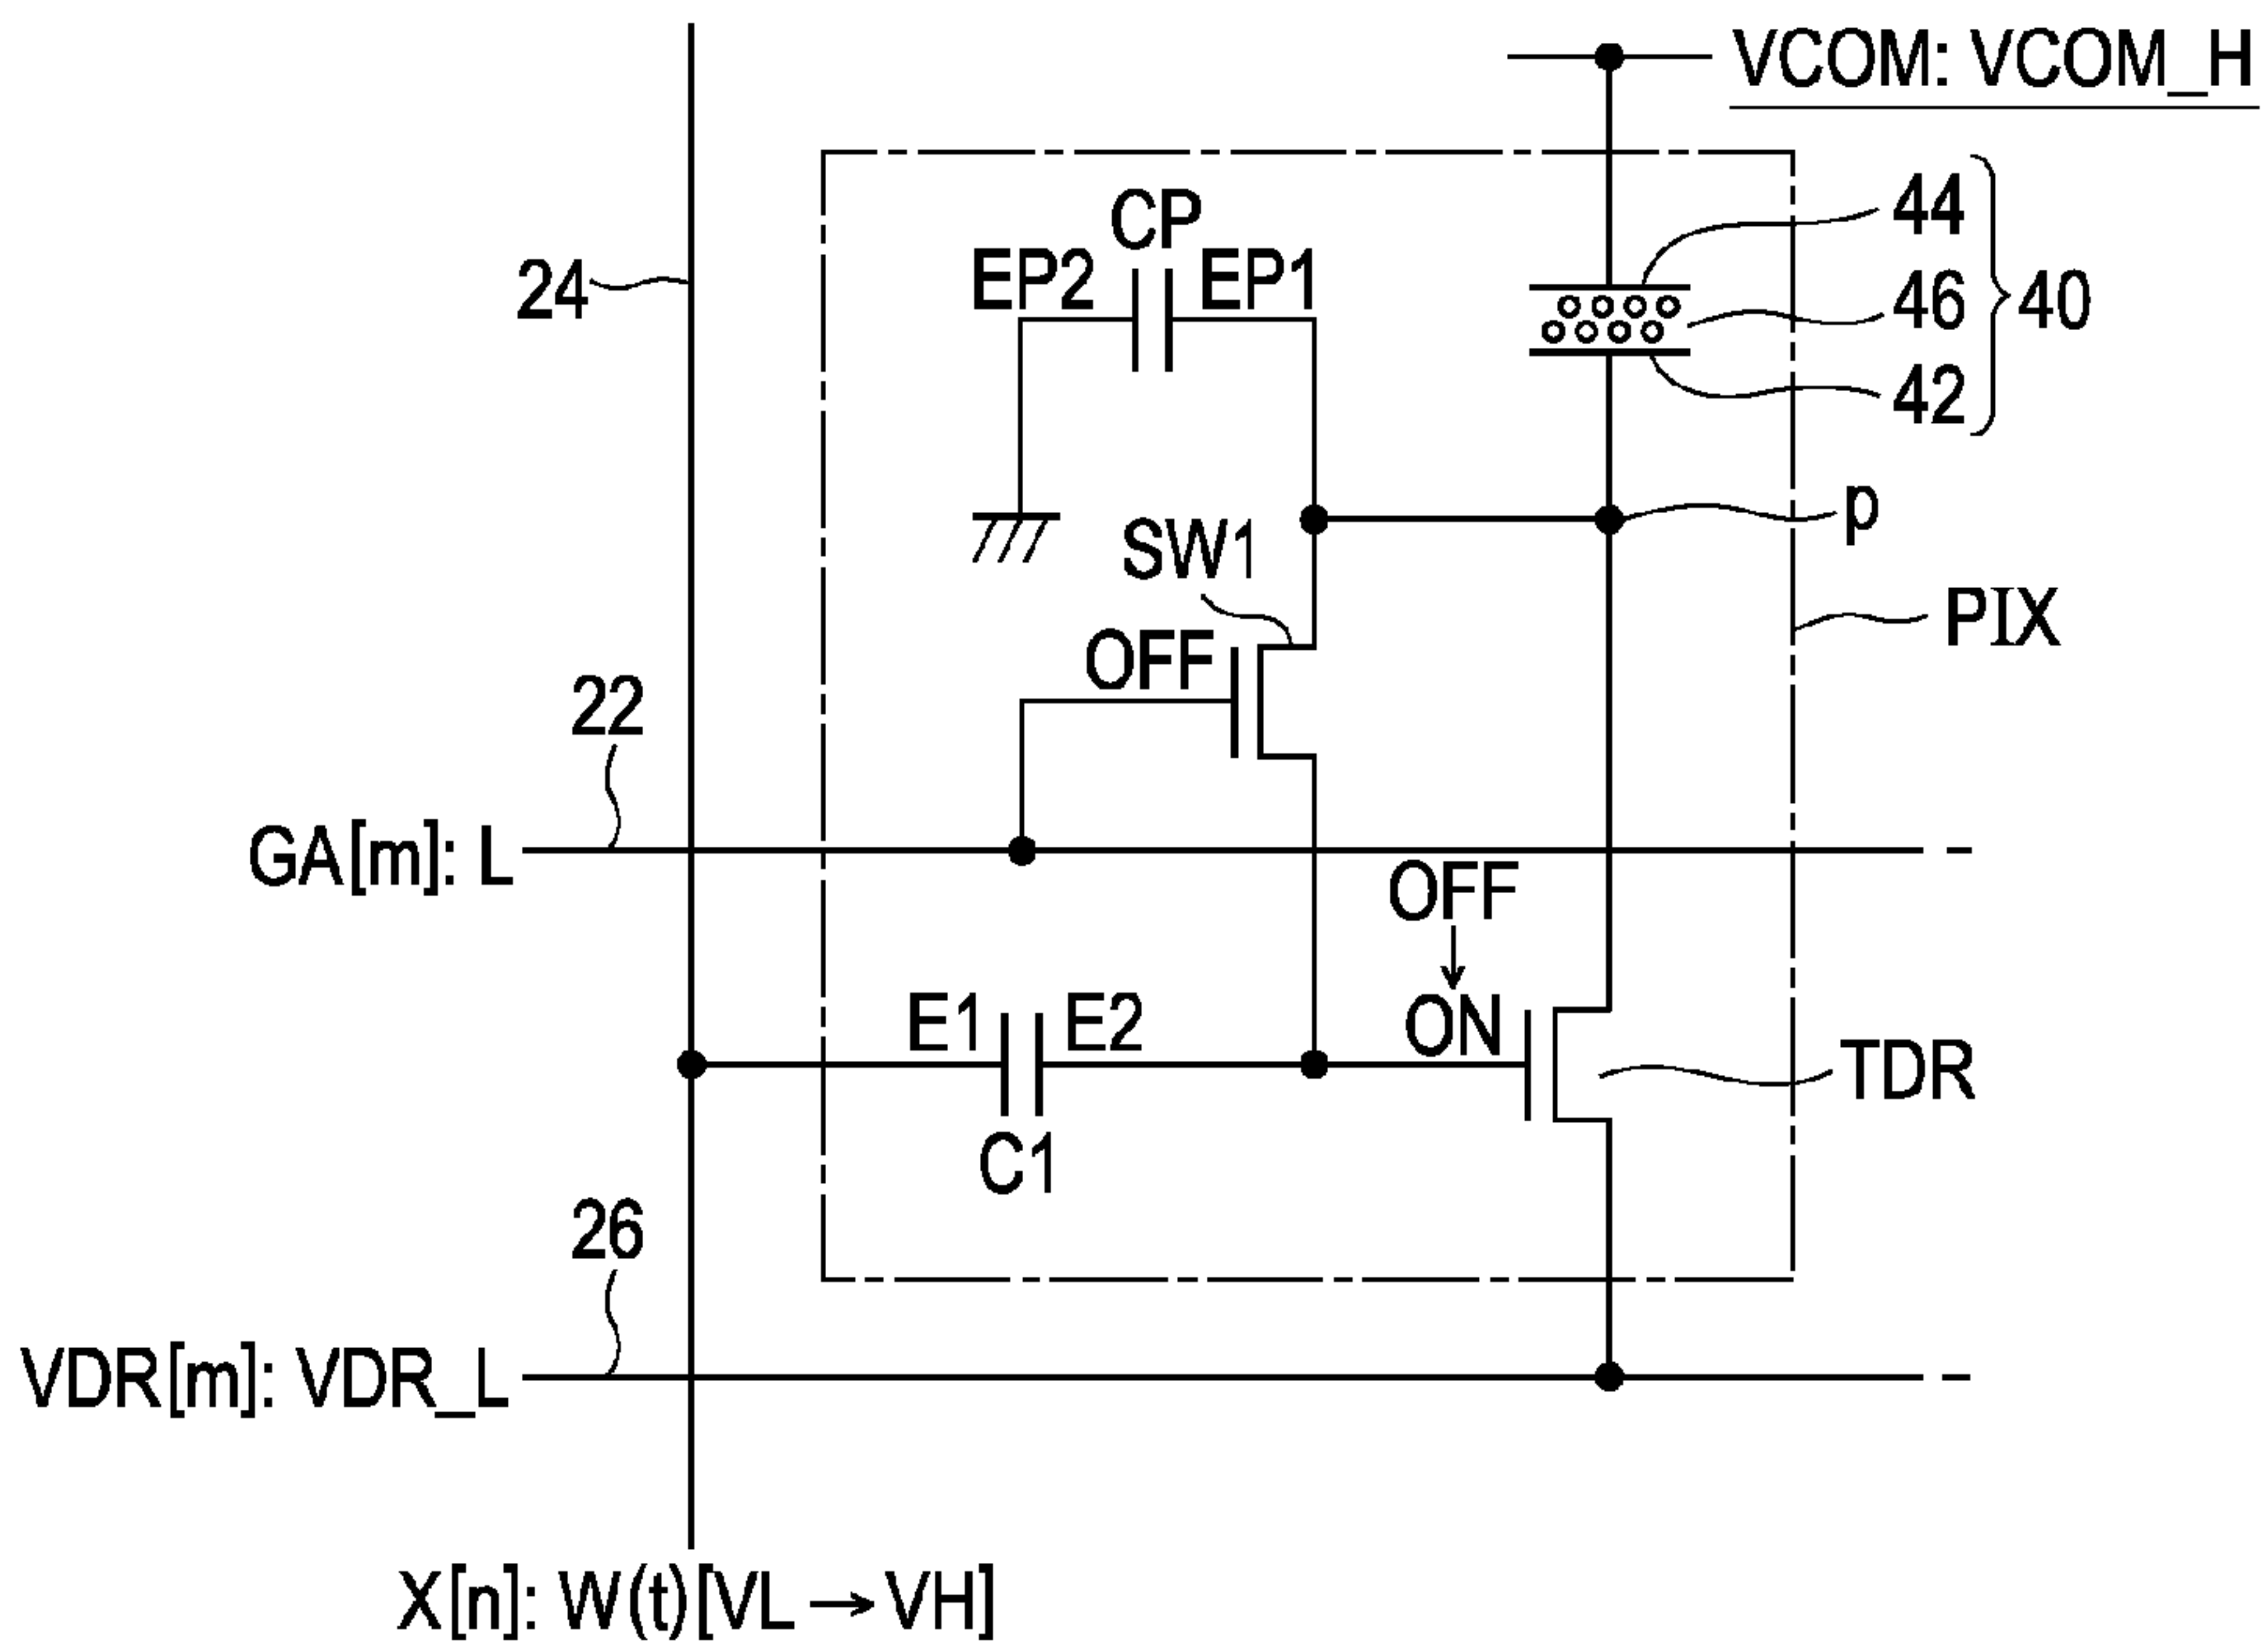 VCOM: VCOM_H
44
CP
EP2
EP1
24
46
40
42
p
SW1
PIX
OFF
22
GA[m]: L
OFF
E1
E2
ON
TDR
C1
26
VDR[m]: VDR_L
X[n]: W(t)[VL → VH]